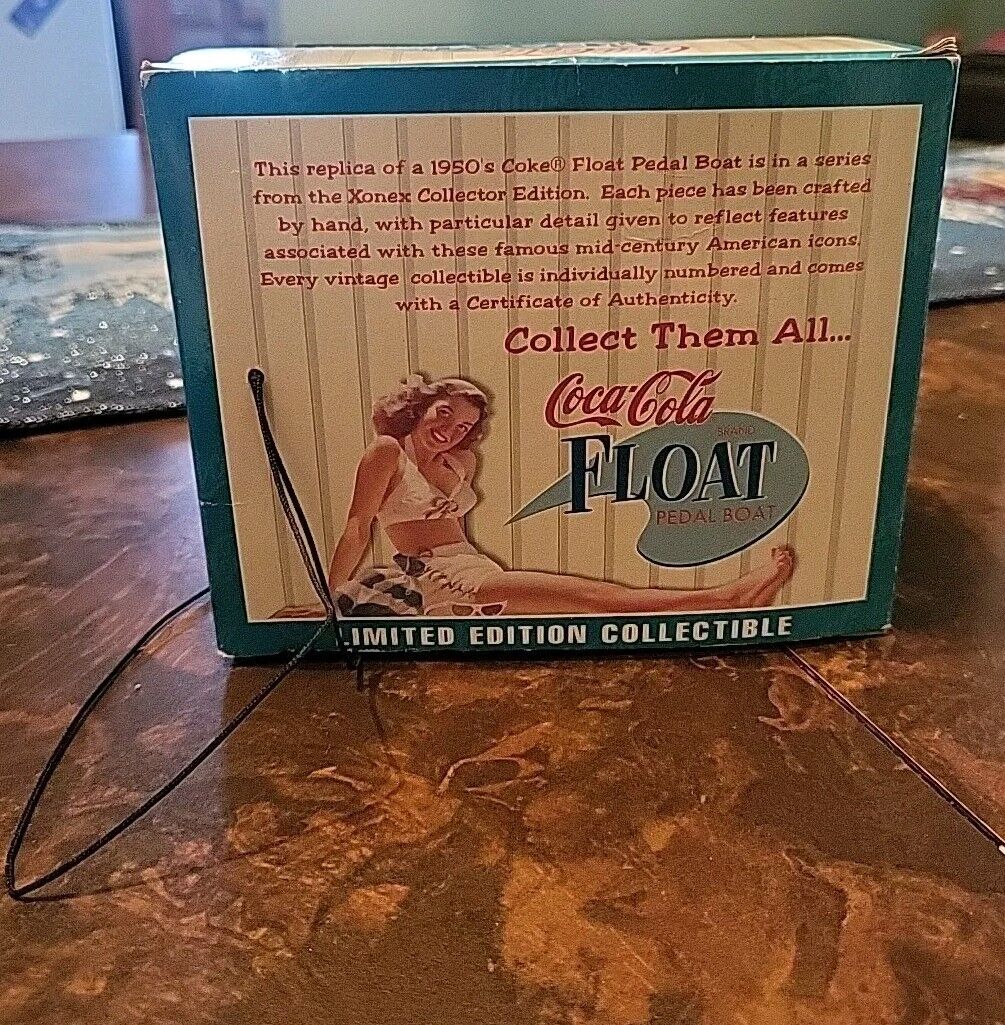 This replica of a 1950's Coke® Float Pedal Boat is in a series
from the Xonex Collector Edition. Each piece has been crafted
by hand, with particular detail given to reflect features
associated with these famous mid-century American icons.
Every vintage collectible is individually numbered and comes
with a Certificate of Authenticity.
Collect Them All...
Coca-Cola
BRAND
FLOAT
PEDAL BOAT
LIMITED EDITION COLLECTIBLE